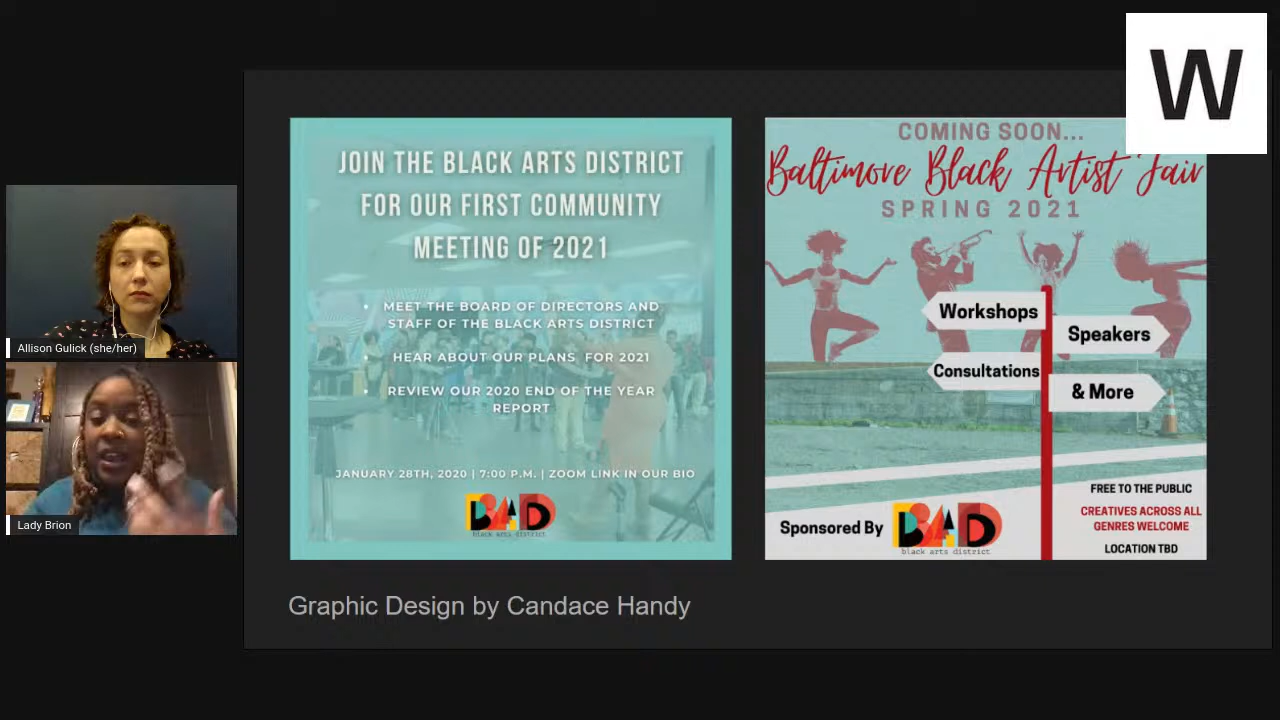 W
Allison Gulick (she/her)
Lady Brion
JOIN THE BLACK ARTS DISTRICT
FOR OUR FIRST COMMUNITY
MEETING OF 2021
• MEET THE BOARD OF DIRECTORS AND
STAFF OF THE BLACK ARTS DISTRICT
• HEAR ABOUT OUR PLANS FOR 2021
• REVIEW OUR 2020 END OF THE YEAR
REPORT
JANUARY 28TH, 2020 | 7:00 P.M. | ZOOM LINK IN OUR BIO
BAD
black arts district
COMING SOON...
Baltimore Black Artist Fair
SPRING 2021
Workshops
Speakers
Consultations
& More
Sponsored By
BAD
black arts district
FREE TO THE PUBLIC
CREATIVES ACROSS ALL
GENRES WELCOME
LOCATION TBD
Graphic Design by Candace Handy